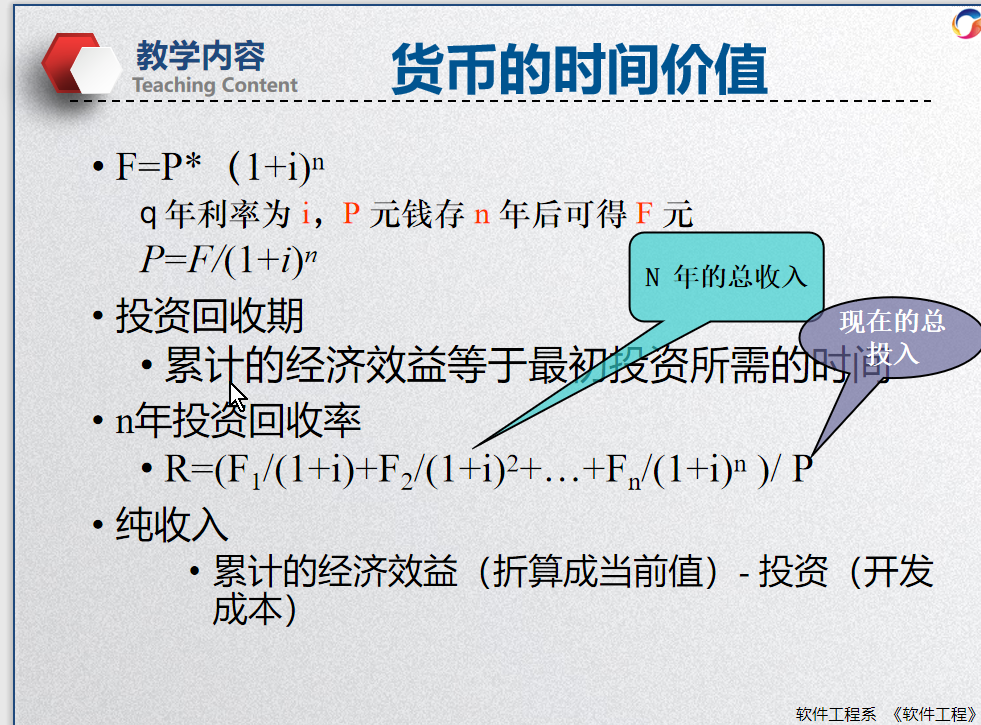 教学内容
Teaching Content
货币的时间价值
• F=P*（1+i)ⁿ
q 年利率为 i，P 元钱存 n 年后可得 F 元
P=F/(1+i)ⁿ
N 年的总收入
• 投资回收期
现在的总
投入
• 累计的经济效益等于最初投资所需的时间
• n年投资回收率
• R=(F₁/(1+i)+F₂/(1+i)²+…+Fₙ/(1+i)ⁿ )/ P
• 纯收入
• 累计的经济效益（折算成当前值）- 投资（开发
成本）
软件工程系 《软件工程》